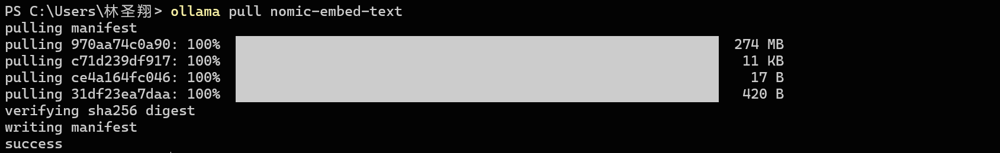 PS C:\Users\林圣翔> ollama pull nomic-embed-text
pulling manifest
pulling 970aa74c0a90: 100% 274 MB
pulling c71d239df917: 100% 11 KB
pulling ce4a164fc046: 100% 17 B
pulling 31df23ea7daa: 100% 420 B
verifying sha256 digest
writing manifest
success